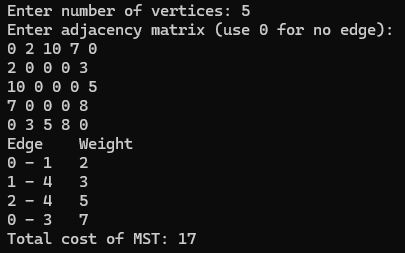 Enter number of vertices: 5
Enter adjacency matrix (use 0 for no edge):
0 2 10 7 0
2 0 0 0 3
10 0 0 0 5
7 0 0 0 8
0 3 5 8 0
Edge    Weight
0 - 1    2
1 - 4    3
2 - 4    5
0 - 3    7
Total cost of MST: 17